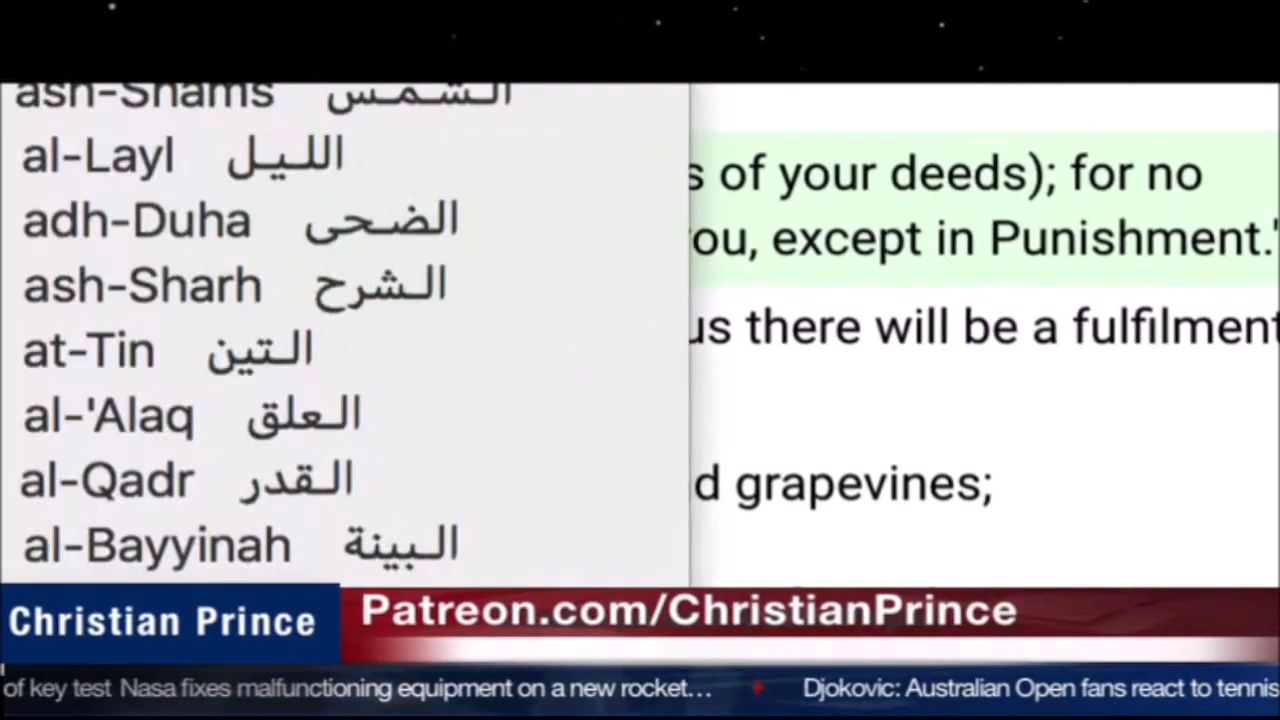 ash-Shams الشمس
al-Layl الليل
adh-Duha الضحى
ash-Sharh الشرح
at-Tin التين
al-'Alaq العلق
al-Qadr القدر
al-Bayyinah البينة
s of your deeds); for no
ou, except in Punishment."
us there will be a fulfilment
d grapevines;
Christian Prince
Patreon.com/ChristianPrince
of key test Nasa fixes malfunctioning equipment on a new rocket... Djokovic: Australian Open fans react to tennis